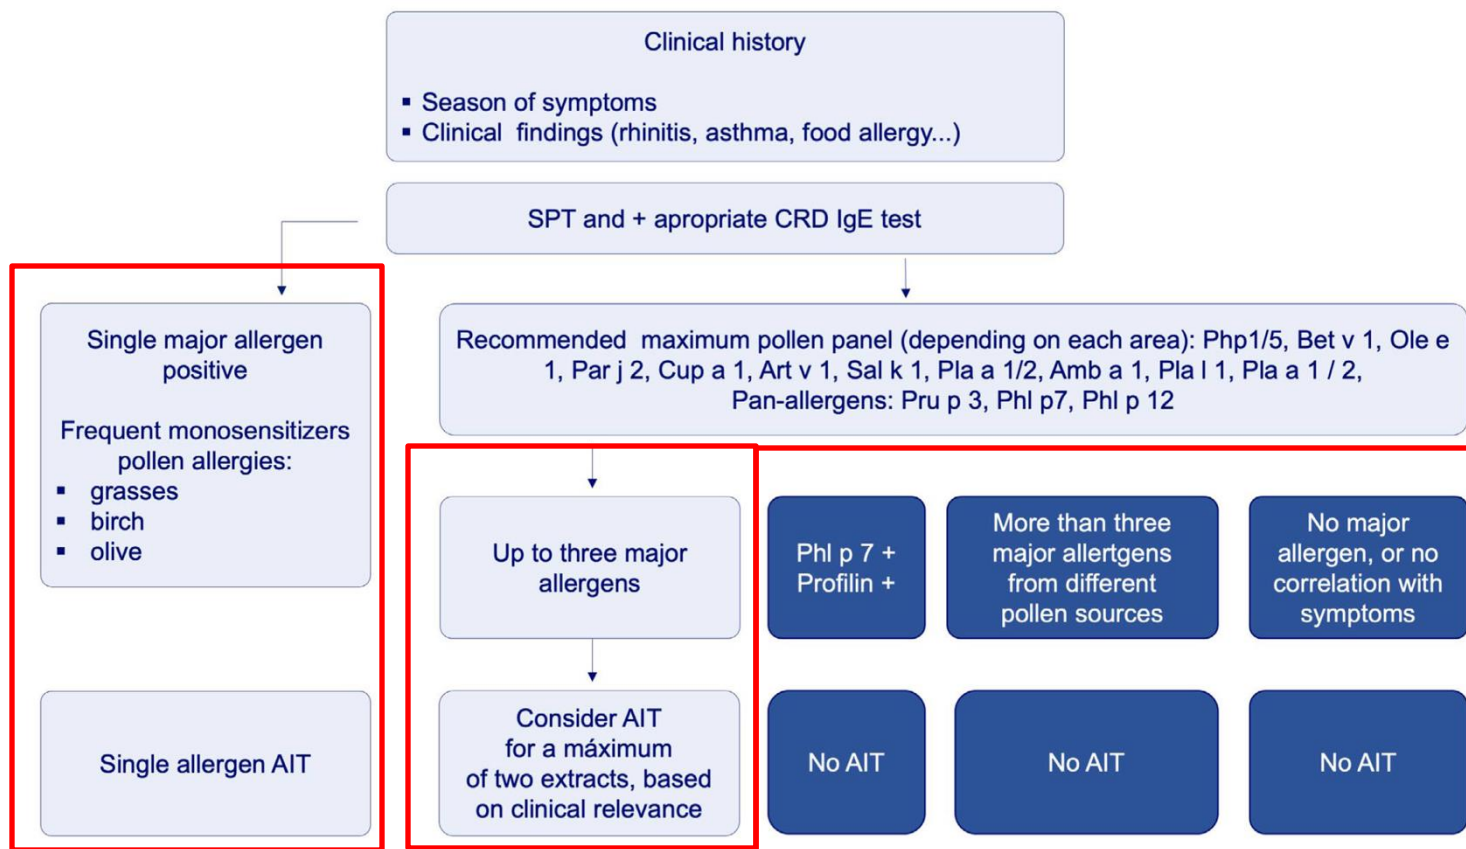 Clinical history
▪ Season of symptoms
▪ Clinical findings (rhinitis, asthma, food allergy...)
SPT and + apropriate CRD IgE test
Single major allergen
positive
Frequent monosensitizers
pollen allergies:
▪ grasses
▪ birch
▪ olive
Single allergen AIT
Recommended maximum pollen panel (depending on each area): Php1/5, Bet v 1, Ole e
1, Par j 2, Cup a 1, Art v 1, Sal k 1, Pla a 1/2, Amb a 1, Pla l 1, Pla a 1 / 2,
Pan-allergens: Pru p 3, Phl p7, Phl p 12
Up to three major
allergens
Consider AIT
for a máximum
of two extracts, based
on clinical relevance
Phl p 7 +
Profilin +
No AIT
More than three
major allertgens
from different
pollen sources
No AIT
No major
allergen, or no
correlation with
symptoms
No AIT